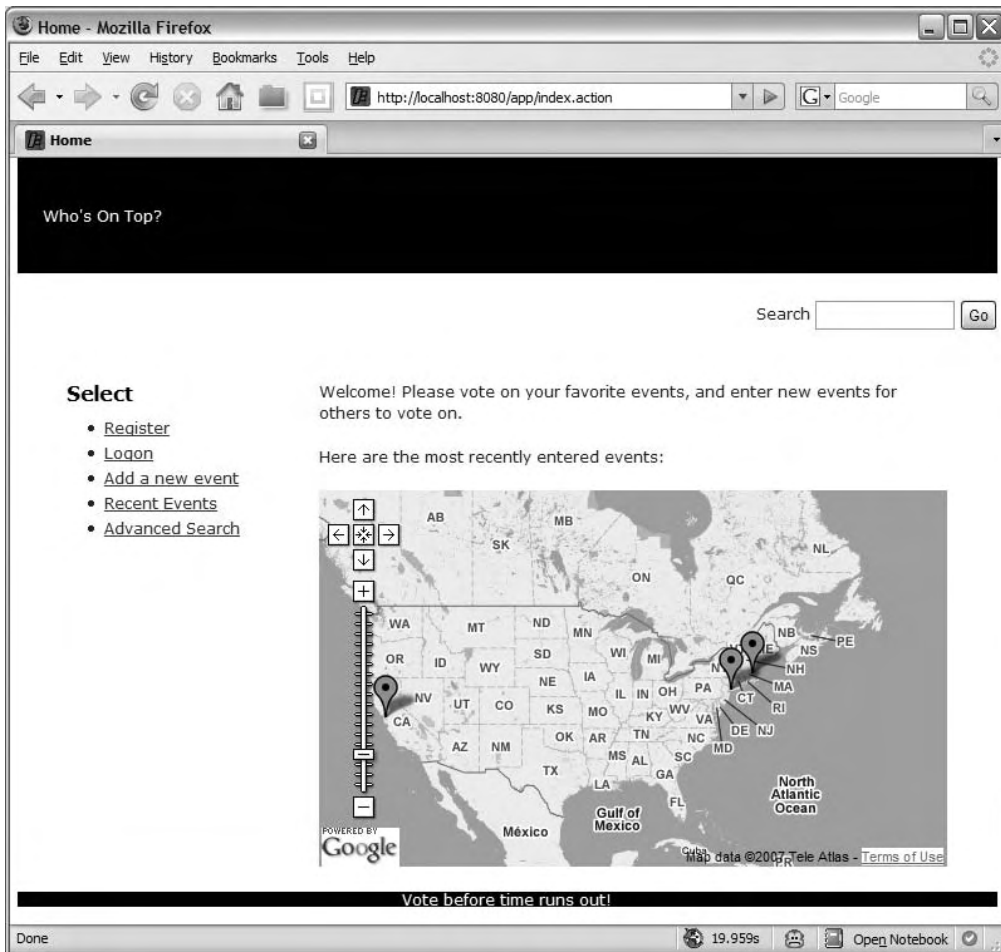 Home - Mozilla Firefox
File Edit View History Bookmarks Tools Help
http://localhost:8080/app/index.action
G Google
Home
Who's On Top?
Search Go
Select
Register
Logon
Add a new event
Recent Events
Advanced Search
Welcome! Please vote on your favorite events, and enter new events for
others to vote on.
Here are the most recently entered events:
AB
MB
SK
NL
ON
QC
WA
MT
ND
MN
NB
PE
NS
OR
ID
WY
SD
WI
MI
NH
NE
IA
PA
MA
NV
UT
CO
KS
MO
IL
IN
OH
CT
RI
CA
KY
WV
VA
DE
NJ
MD
AZ
NM
OK
AR
TN
NC
MS
AL
SC
TX
GA
LA
FL
North
Atlantic
Ocean
Gulf of
Mexico
México
Cuba
PR
POWERED BY
Google
Map data ©2007 Tele Atlas - Terms of Use
Vote before time runs out!
Done 19.959s Open Notebook